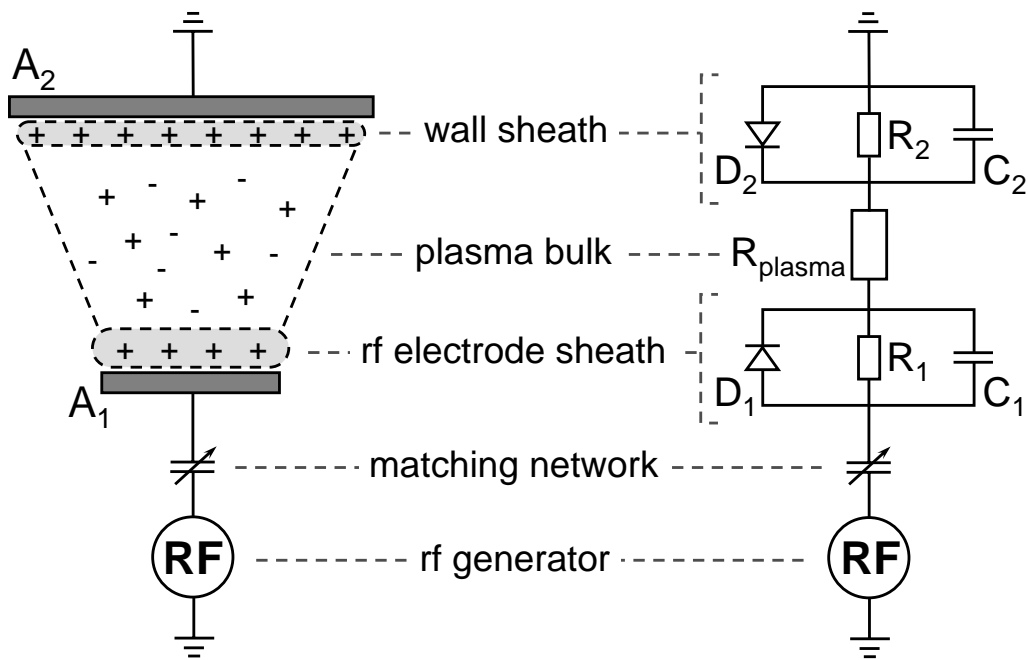 A₂
wall sheath
D₂
R₂
C₂
+ + + + + + + +
- -
+ + +
plasma bulk
R_plasma
+ - -
- - +
+ - +
rf electrode sheath
D₁
R₁
C₁
+ + + +
A₁
matching network
RF
rf generator
RF